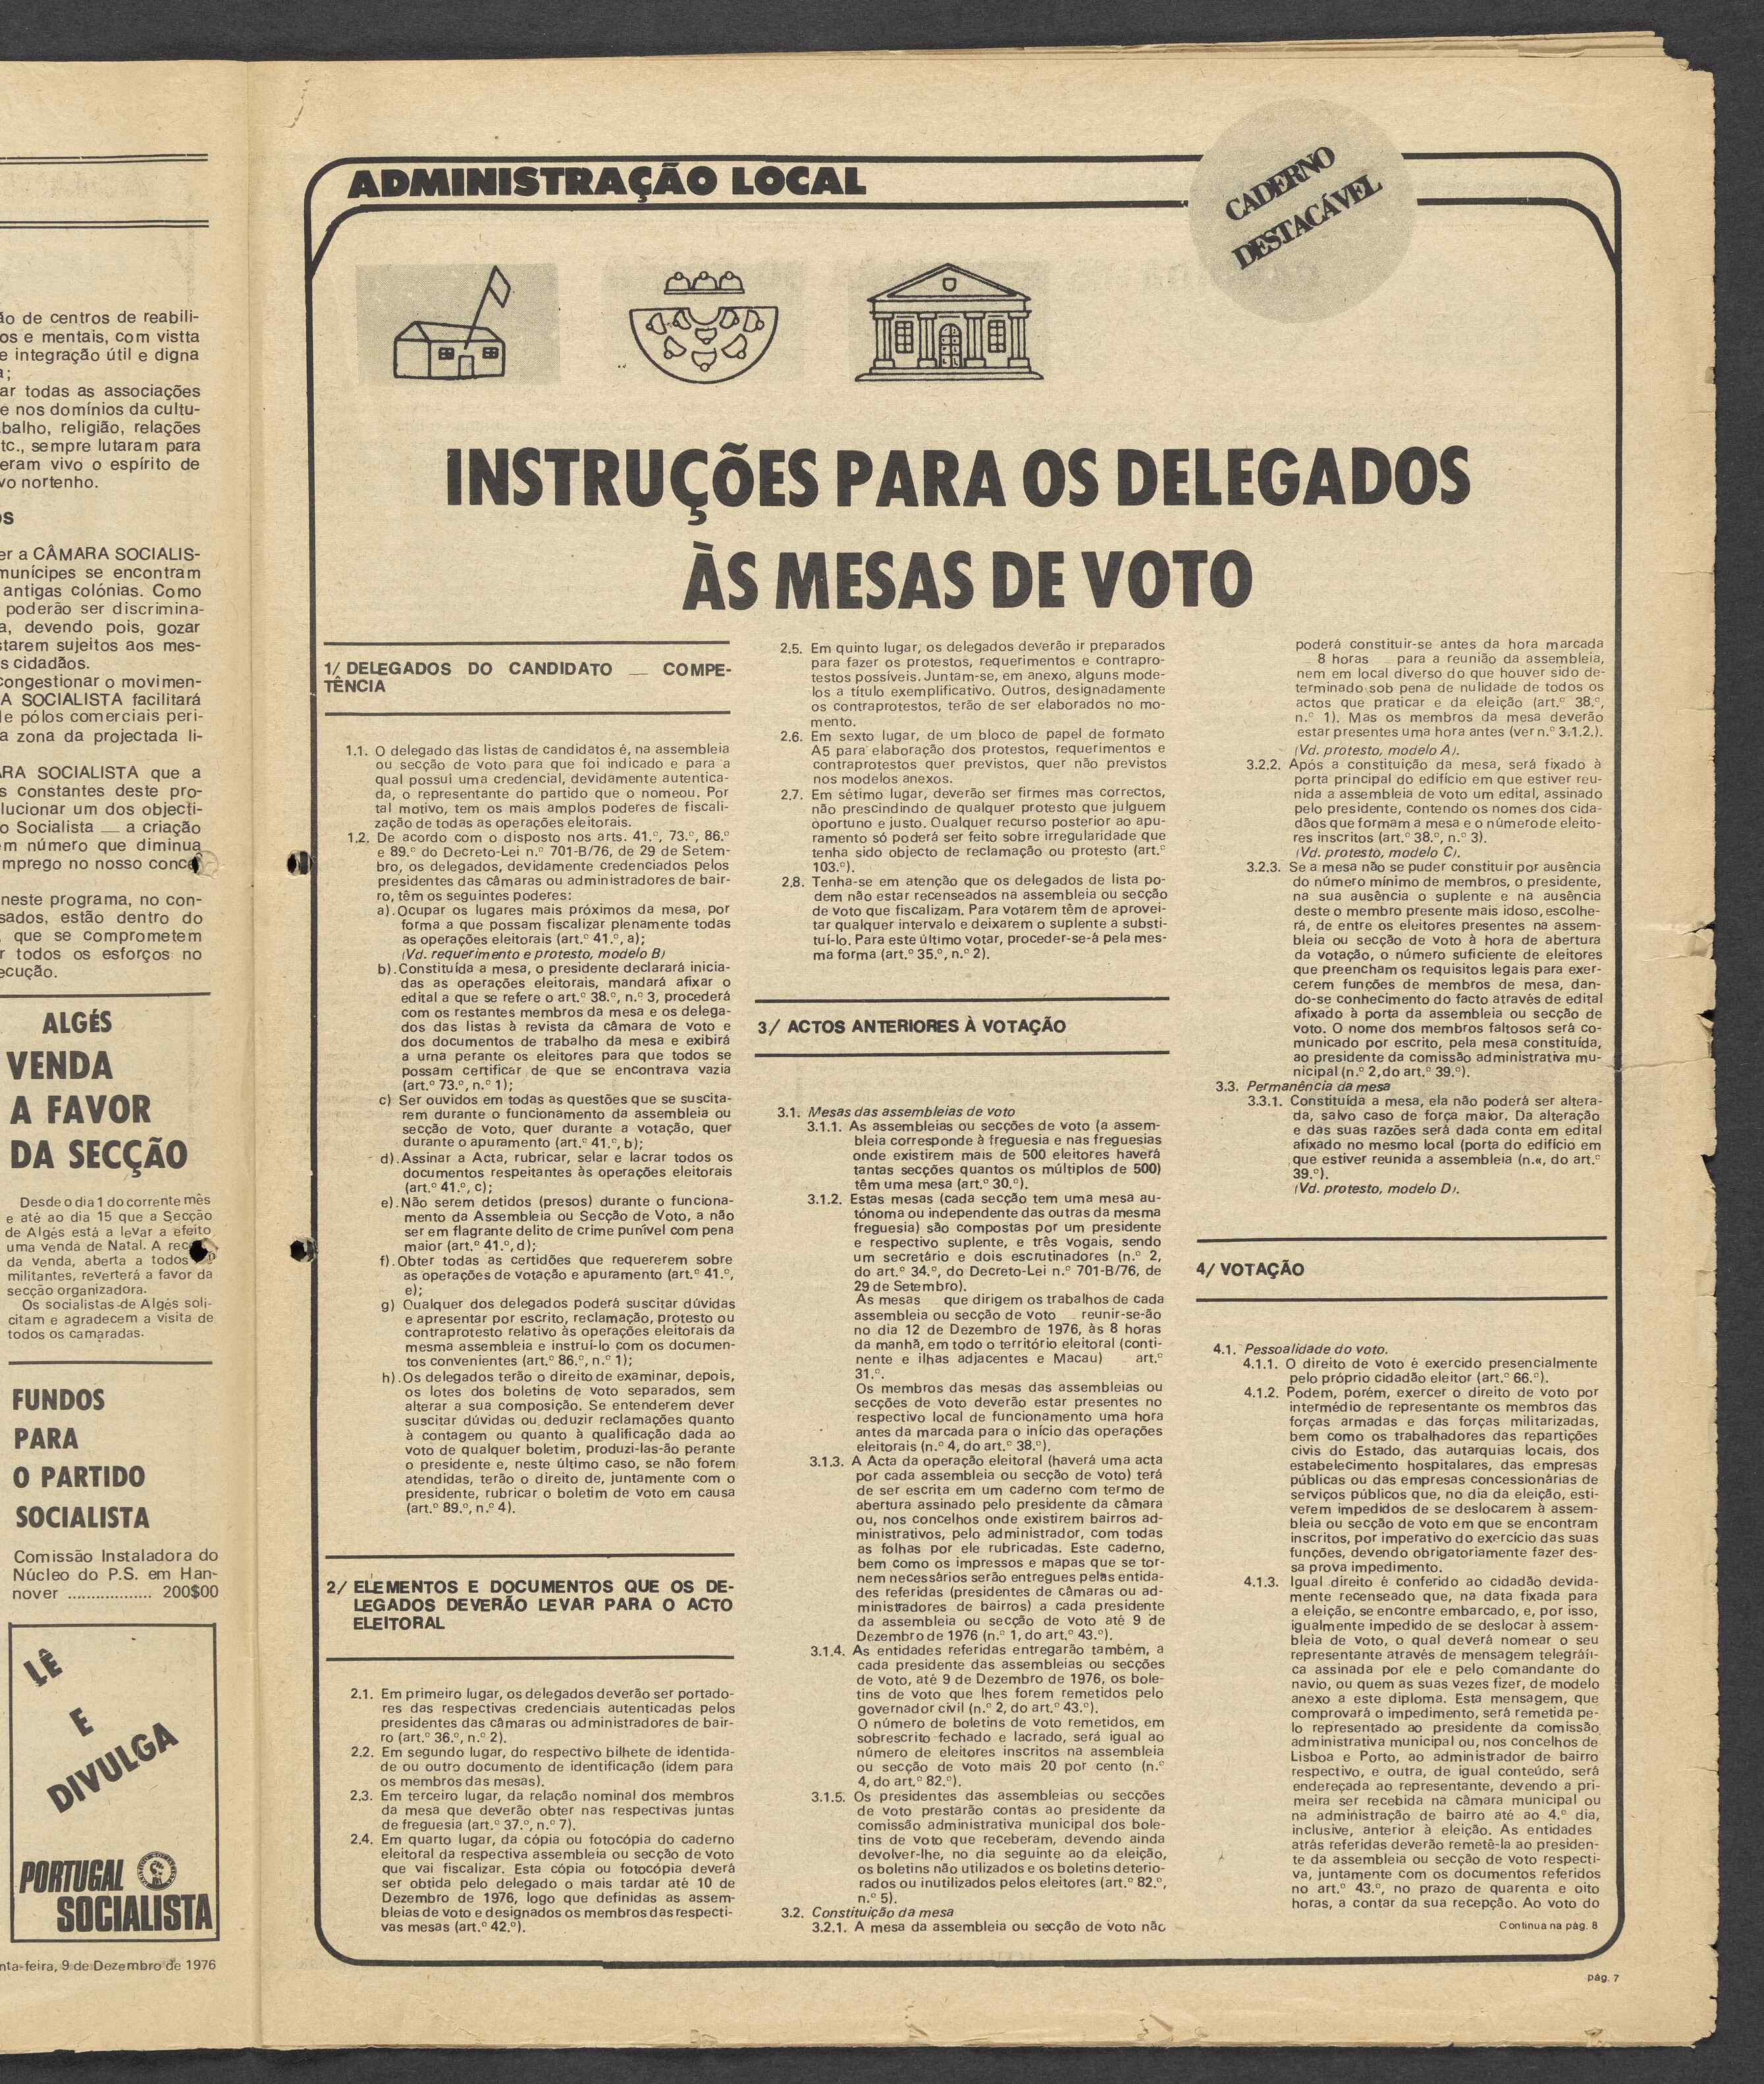 ão de centros de reabili-
os e mentais, com vistta
e integração útil e digna
a;
ar todas as associações
e nos domínios da cultu-
balho, religião, relações
tc., sempre lutaram para
eram vivo o espírito de
vo nortenho.
os
er a CÂMARA SOCIALIS-
munícipes se encontram
antigas colónias. Como
poderão ser discrimina-
a, devendo pois, gozar
starem sujeitos aos mes-
s cidadãos.
congestionar o movimen-
A SOCIALISTA facilitará
de pólos comerciais peri-
a zona da projectada li-
ARA SOCIALISTA que a
s constantes deste pro-
lucionar um dos objecti-
o Socialista — a criação
em número que diminua
mprego no nosso conce
neste programa, no con-
sados, estão dentro do
, que se comprometem
r todos os esforços no
ecução.
ALGÉS
VENDA
A FAVOR
DA SECÇÃO
Desde o dia 1 do corrente mês
e até ao dia 15 que a Secção
de Algés está a levar a efeito
uma venda de Natal. A rec
da venda, aberta a todos
militantes, reverterá a favor da
secção organizadora.
Os socialistas de Algés soli-
citam e agradecem a visita de
todos os camaradas.
FUNDOS
PARA
O PARTIDO
SOCIALISTA
Comissão Instaladora do
Núcleo do P.S. em Han-
nover .................. 200$00
LÊ
E
DIVULGA
PORTUGAL
SOCIALISTA
nta-feira, 9 de Dezembro de 1976
ADMINISTRAÇÃO LOCAL
CADERNO
DESTACÁVEL
INSTRUÇÕES PARA OS DELEGADOS
ÀS MESAS DE VOTO
1/ DELEGADOS DO CANDIDATO — COMPE-
TÊNCIA
1.1. O delegado das listas de candidatos é, na assembleia
ou secção de voto para que foi indicado e para a
qual possui uma credencial, devidamente autentica-
da, o representante do partido que o nomeou. Por
tal motivo, tem os mais amplos poderes de fiscali-
zação de todas as operações eleitorais.
1.2. De acordo com o disposto nos arts. 41.º, 73.º, 86.º
e 89.º do Decreto-Lei n.º 701-B/76, de 29 de Setem-
bro, os delegados, devidamente credenciados pelos
presidentes das câmaras ou administradores de bair-
ro, têm os seguintes poderes:
a). Ocupar os lugares mais próximos da mesa, por
forma a que possam fiscalizar plenamente todas
as operações eleitorais (art.º 41.º, a);
(Vd. requerimento e protesto, modelo B)
b). Constituída a mesa, o presidente declarará inicia-
das as operações eleitorais, mandará afixar o
edital a que se refere o art.º 38.º, n.º 3, procederá
com os restantes membros da mesa e os delega-
dos das listas à revista da câmara de voto e
dos documentos de trabalho da mesa e exibirá
a urna perante os eleitores para que todos se
possam certificar de que se encontrava vazia
(art.º 73.º, n.º 1);
c) Ser ouvidos em todas as questões que se suscita-
rem durante o funcionamento da assembleia ou
secção de voto, quer durante a votação, quer
durante o apuramento (art.º 41.º, b);
d). Assinar a Acta, rubricar, selar e lacrar todos os
documentos respeitantes às operações eleitorais
(art.º 41.º, c);
e). Não serem detidos (presos) durante o funciona-
mento da Assembleia ou Secção de Voto, a não
ser em flagrante delito de crime punível com pena
maior (art.º 41.º, d);
f). Obter todas as certidões que requererem sobre
as operações de votação e apuramento (art.º 41.º,
e);
g) Qualquer dos delegados poderá suscitar dúvidas
e apresentar por escrito, reclamação, protesto ou
contraprotesto relativo às operações eleitorais da
mesma assembleia e instruí-lo com os documen-
tos convenientes (art.º 86.º, n.º 1);
h). Os delegados terão o direito de examinar, depois,
os lotes dos boletins de voto separados, sem
alterar a sua composição. Se entenderem dever
suscitar dúvidas ou deduzir reclamações quanto
à contagem ou quanto à qualificação dada ao
voto de qualquer boletim, produzi-las-ão perante
o presidente e, neste último caso, se não forem
atendidas, terão o direito de, juntamente com o
presidente, rubricar o boletim de voto em causa
(art.º 89.º, n.º 4).
2/ ELEMENTOS E DOCUMENTOS QUE OS DE-
LEGADOS DEVERÃO LEVAR PARA O ACTO
ELEITORAL
2.1. Em primeiro lugar, os delegados deverão ser portado-
res das respectivas credenciais autenticadas pelos
presidentes das câmaras ou administradores de bair-
ro (art.º 36.º, n.º 2).
2.2. Em segundo lugar, do respectivo bilhete de identida-
de ou outro documento de identificação (idem para
os membros das mesas).
2.3. Em terceiro lugar, da relação nominal dos membros
da mesa que deverão obter nas respectivas juntas
de freguesia (art.º 37.º, n.º 7).
2.4. Em quarto lugar, da cópia ou fotocópia do caderno
eleitoral da respectiva assembleia ou secção de voto
que vai fiscalizar. Esta cópia ou fotocópia deverá
ser obtida pelo delegado o mais tardar até 10 de
Dezembro de 1976, logo que definidas as assem-
bleias de voto e designados os membros das respecti-
vas mesas (art.º 42.º).
2.5. Em quinto lugar, os delegados deverão ir preparados
para fazer os protestos, requerimentos e contrapro-
testos possíveis. Juntam-se, em anexo, alguns mode-
los a título exemplificativo. Outros, designadamente
os contraprotestos, terão de ser elaborados no mo-
mento.
2.6. Em sexto lugar, de um bloco de papel de formato
A5 para elaboração dos protestos, requerimentos e
contraprotestos quer previstos, quer não previstos
nos modelos anexos.
2.7. Em sétimo lugar, deverão ser firmes mas correctos,
não prescindindo de qualquer protesto que julguem
oportuno e justo. Qualquer recurso posterior ao apu-
ramento só poderá ser feito sobre irregularidade que
tenha sido objecto de reclamação ou protesto (art.º
103.º).
2.8. Tenha-se em atenção que os delegados de lista po-
dem não estar recenseados na assembleia ou secção
de voto que fiscalizam. Para votarem têm de aprovei-
tar qualquer intervalo e deixarem o suplente a substi-
tuí-lo. Para este último votar, proceder-se-á pela mes-
ma forma (art.º 35.º, n.º 2).
3/ ACTOS ANTERIORES À VOTAÇÃO
3.1. Mesas das assembleias de voto
3.1.1. As assembleias ou secções de voto (a assem-
bleia corresponde à freguesia e nas freguesias
onde existirem mais de 500 eleitores haverá
tantas secções quantos os múltiplos de 500)
têm uma mesa (art.º 30.º).
3.1.2. Estas mesas (cada secção tem uma mesa au-
tónoma ou independente das outras da mesma
freguesia) são compostas por um presidente
e respectivo suplente, e três vogais, sendo
um secretário e dois escrutinadores (n.º 2,
do art.º 34.º, do Decreto-Lei n.º 701-B/76, de
29 de Setembro).
As mesas — que dirigem os trabalhos de cada
assembleia ou secção de voto — reunir-se-ão
no dia 12 de Dezembro de 1976, às 8 horas
da manhã, em todo o território eleitoral (conti-
nente e ilhas adjacentes e Macau) — art.º
31.º.
Os membros das mesas das assembleias ou
secções de voto deverão estar presentes no
respectivo local de funcionamento uma hora
antes da marcada para o início das operações
eleitorais (n.º 4, do art.º 38.º).
3.1.3. A Acta da operação eleitoral (haverá uma acta
por cada assembleia ou secção de voto) terá
de ser escrita em um caderno com termo de
abertura assinado pelo presidente da câmara
ou, nos concelhos onde existirem bairros ad-
ministrativos, pelo administrador, com todas
as folhas por ele rubricadas. Este caderno,
bem como os impressos e mapas que se tor-
nem necessários serão entregues pelas entida-
des referidas (presidentes de câmaras ou ad-
ministradores de bairros) a cada presidente
da assembleia ou secção de voto até 9 de
Dezembro de 1976 (n.º 1, do art.º 43.º).
3.1.4. As entidades referidas entregarão também, a
cada presidente das assembleias ou secções
de voto, até 9 de Dezembro de 1976, os bole-
tins de voto que lhes forem remetidos pelo
governador civil (n.º 2, do art.º 43.º).
O número de boletins de voto remetidos, em
sobrescrito fechado e lacrado, será igual ao
número de eleitores inscritos na assembleia
ou secção de voto mais 20 por cento (n.º
4, do art.º 82.º).
3.1.5. Os presidentes das assembleias ou secções
de voto prestarão contas ao presidente da
comissão administrativa municipal dos bole-
tins de voto que receberam, devendo ainda
devolver-lhe, no dia seguinte ao da eleição,
os boletins não utilizados e os boletins deterio-
rados ou inutilizados pelos eleitores (art.º 82.º,
n.º 5).
3.2. Constituição da mesa
3.2.1. A mesa da assembleia ou secção de voto não
poderá constituir-se antes da hora marcada
— 8 horas — para a reunião da assembleia,
nem em local diverso do que houver sido de-
terminado sob pena de nulidade de todos os
actos que praticar e da eleição (art.º 38.º,
n.º 1). Mas os membros da mesa deverão
estar presentes uma hora antes (ver n.º 3.1.2.).
(Vd. protesto, modelo A).
3.2.2. Após a constituição da mesa, será fixado à
porta principal do edifício em que estiver reu-
nida a assembleia de voto um edital, assinado
pelo presidente, contendo os nomes dos cida-
dãos que formam a mesa e o número de eleito-
res inscritos (art.º 38.º, n.º 3).
(Vd. protesto, modelo C).
3.2.3. Se a mesa não se puder constituir por ausência
do número mínimo de membros, o presidente,
na sua ausência o suplente e na ausência
deste o membro presente mais idoso, escolhe-
rá, de entre os eleitores presentes na assem-
bleia ou secção de voto à hora de abertura
da votação, o número suficiente de eleitores
que preencham os requisitos legais para exer-
cerem funções de membros de mesa, dan-
do-se conhecimento do facto através de edital
afixado à porta da assembleia ou secção de
voto. O nome dos membros faltosos será co-
municado por escrito, pela mesa constituída,
ao presidente da comissão administrativa mu-
nicipal (n.º 2, do art.º 39.º).
3.3. Permanência da mesa
3.3.1. Constituída a mesa, ela não poderá ser altera-
da, salvo caso de força maior. Da alteração
e das suas razões será dada conta em edital
afixado no mesmo local (porta do edifício em
que estiver reunida a assembleia (n.«, do art.º
39.º).
(Vd. protesto, modelo D).
4/ VOTAÇÃO
4.1. Pessoalidade do voto.
4.1.1. O direito de voto é exercido presencialmente
pelo próprio cidadão eleitor (art.º 66.º).
4.1.2. Podem, porém, exercer o direito de voto por
intermédio de representante os membros das
forças armadas e das forças militarizadas,
bem como os trabalhadores das repartições
civis do Estado, das autarquias locais, dos
estabelecimento hospitalares, das empresas
públicas ou das empresas concessionárias de
serviços públicos que, no dia da eleição, esti-
verem impedidos de se deslocarem à assem-
bleia ou secção de voto em que se encontram
inscritos, por imperativo do exercício das suas
funções, devendo obrigatoriamente fazer des-
sa prova impedimento.
4.1.3. Igual direito é conferido ao cidadão devida-
mente recenseado que, na data fixada para
a eleição, se encontre embarcado, e, por isso,
igualmente impedido de se deslocar à assem-
bleia de voto, o qual deverá nomear o seu
representante através de mensagem telegráfi-
ca assinada por ele e pelo comandante do
navio, ou quem as suas vezes fizer, de modelo
anexo a este diploma. Esta mensagem, que
comprovará o impedimento, será remetida pe-
lo representado ao presidente da comissão
administrativa municipal ou, nos concelhos de
Lisboa e Porto, ao administrador de bairro
respectivo, e outra, de igual conteúdo, será
endereçada ao representante, devendo a pri-
meira ser recebida na câmara municipal ou
na administração de bairro até ao 4.º dia,
inclusive, anterior à eleição. As entidades
atrás referidas deverão remetê-la ao presiden-
te da assembleia ou secção de voto respecti-
va, juntamente com os documentos referidos
no art.º 43.º, no prazo de quarenta e oito
horas, a contar da sua recepção. Ao voto do
Continua na pág. 8
pág. 7